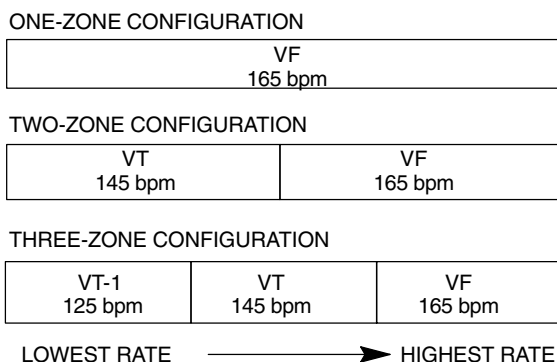 ONE-ZONE CONFIGURATION
VF
165 bpm
TWO-ZONE CONFIGURATION
VT VF
145 bpm 165 bpm
THREE-ZONE CONFIGURATION
VT-1 VT VF
125 bpm 145 bpm 165 bpm
LOWEST RATE HIGHEST RATE